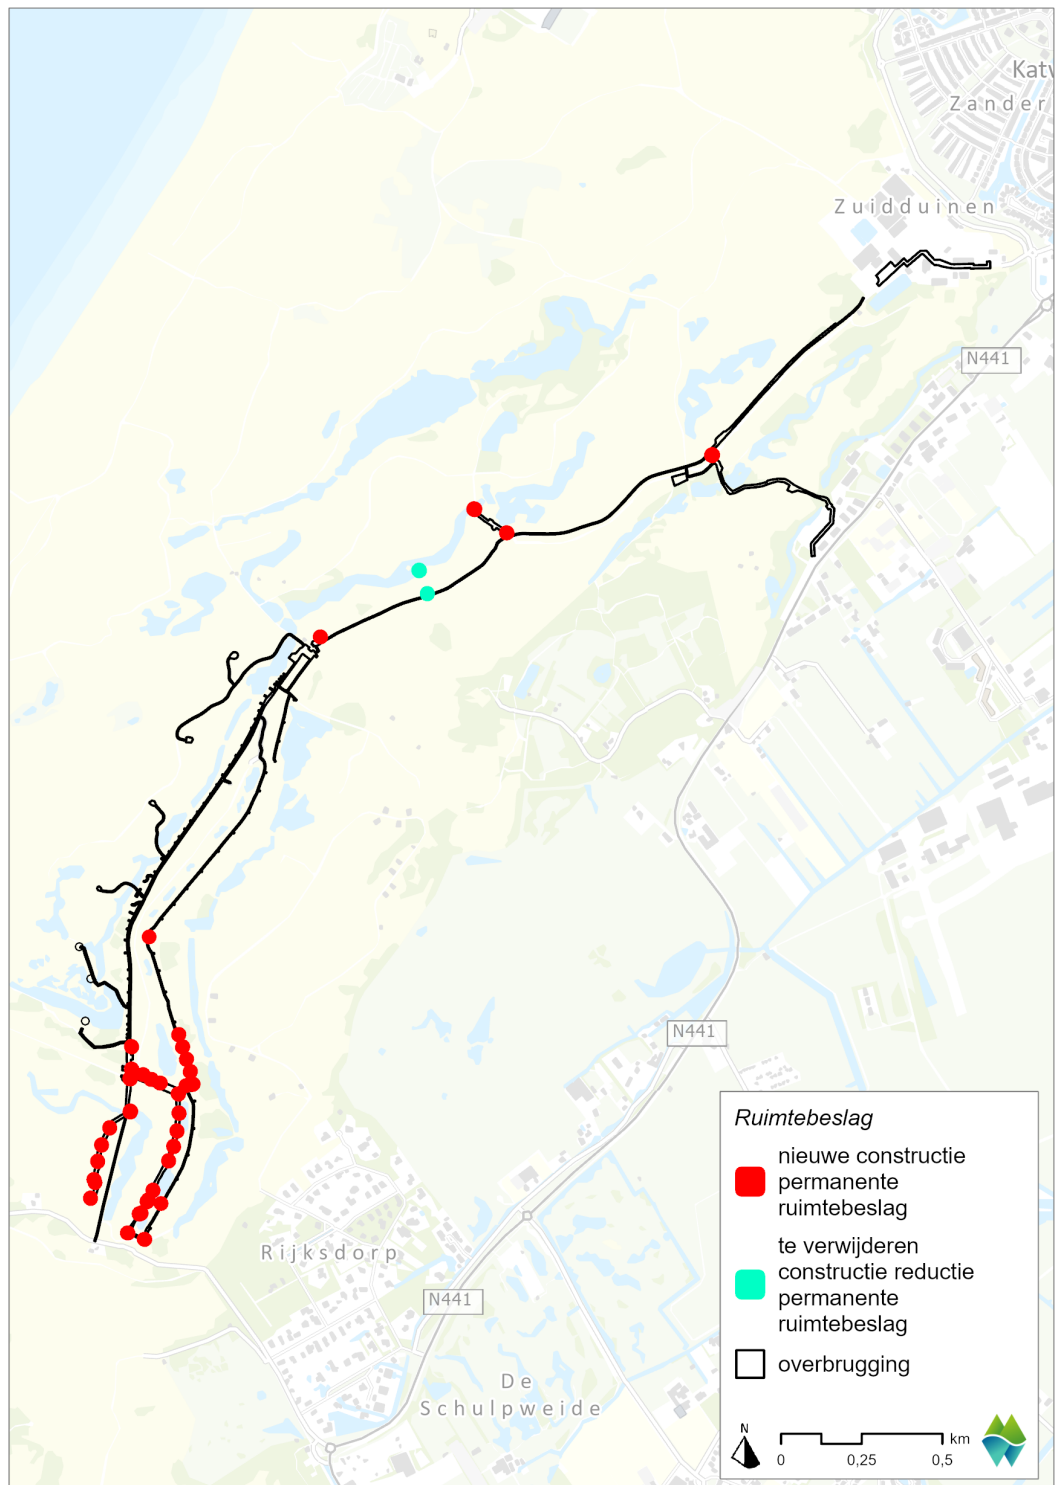 Katw
Zander
Zuidduinen
N441
N441
Rijksdorp
N441
De
Schulpweide
Ruimtebeslag
nieuwe constructie
permanente
ruimtebeslag
te verwijderen
constructie reductie
permanente
ruimtebeslag
overbrugging
N
km
0 0,25 0,5